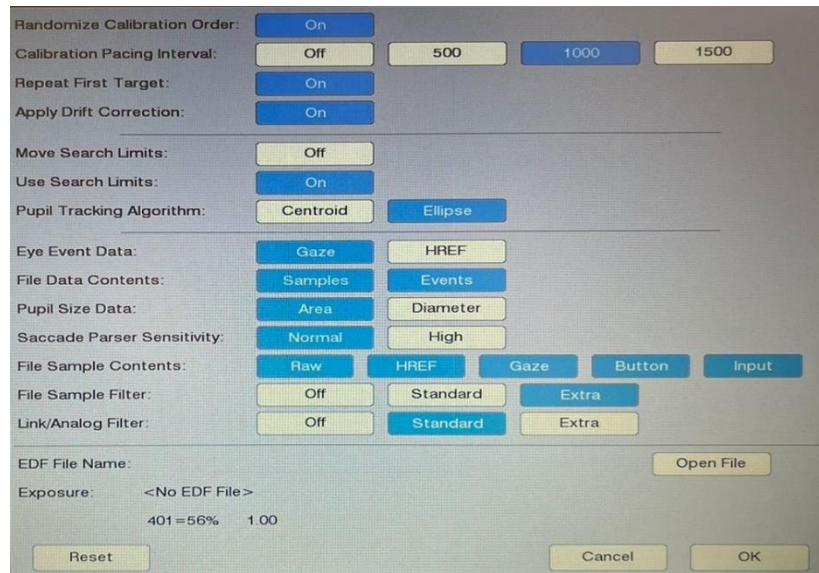 Randomize Calibration Order: On
Calibration Pacing Interval: Off 500 1000 1500
Repeat First Target: On
Apply Drift Correction: On
Move Search Limits: Off
Use Search Limits: On
Pupil Tracking Algorithm: Centroid Ellipse
Eye Event Data: Gaze HREF
File Data Contents: Samples Events
Pupil Size Data: Area Diameter
Saccade Parser Sensitivity: Normal High
File Sample Contents: Raw HREF Gaze Button Input
File Sample Filter: Off Standard Extra
Link/Analog Filter: Off Standard Extra
EDF File Name: Open File
Exposure: <No EDF File>
401=56% 1.00
Reset Cancel OK